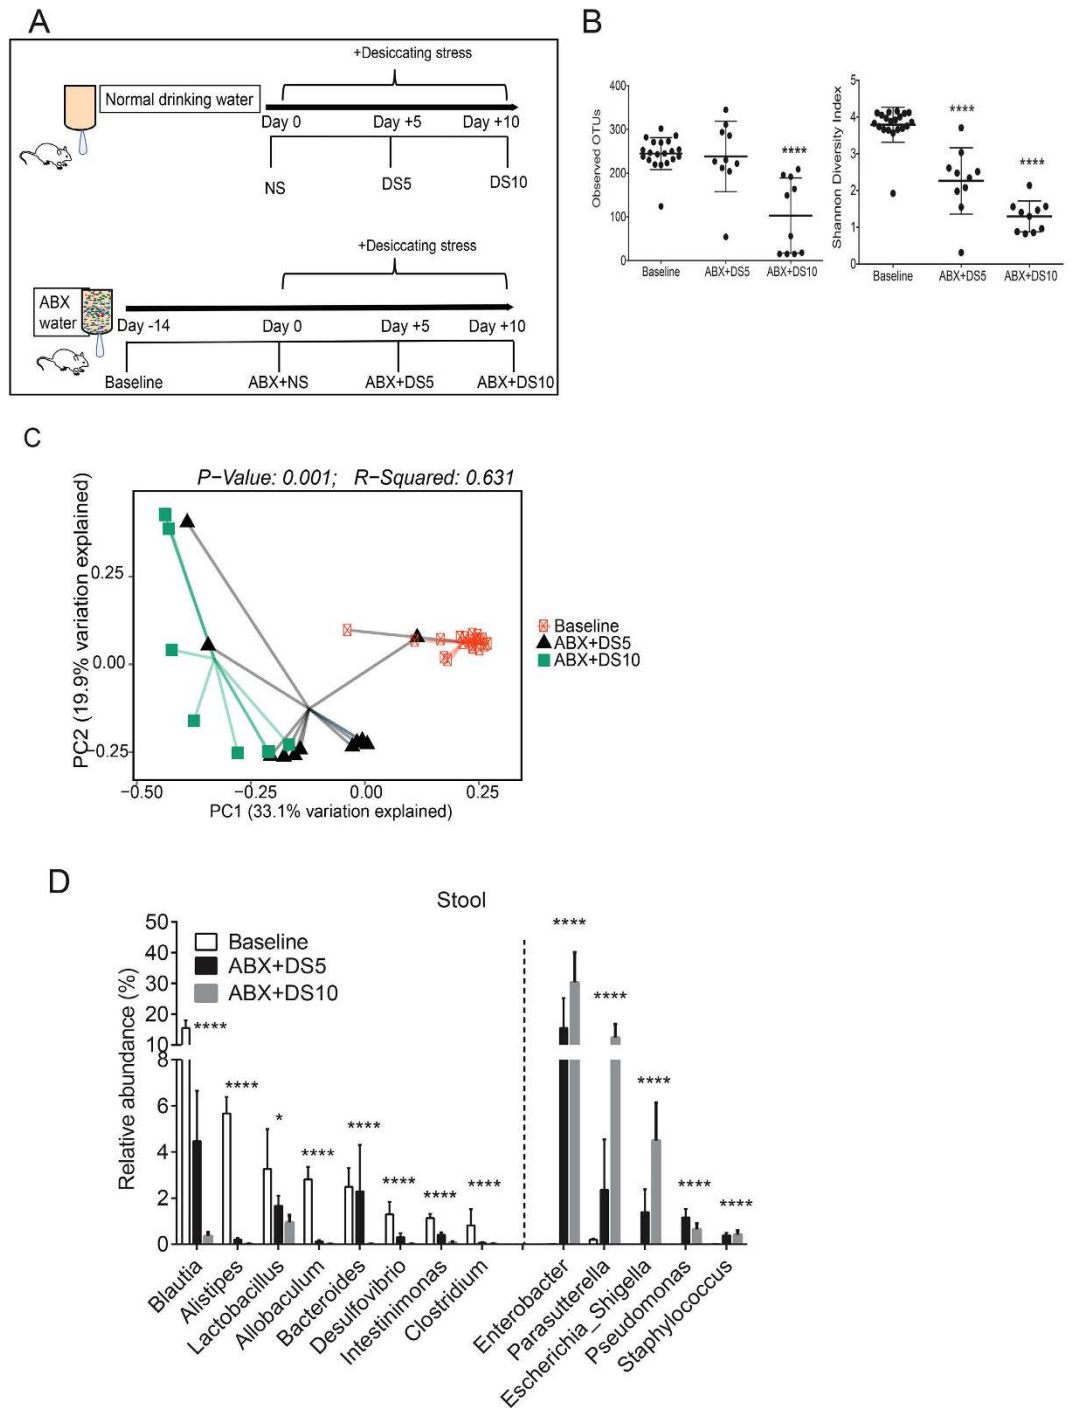 A
+Desiccating stress
Normal drinking water
Day 0
Day +5
Day +10
NS
DS5
DS10
+Desiccating stress
ABX
water
Day -14
Day 0
Day +5
Day +10
Baseline
ABX+NS
ABX+DS5
ABX+DS10
B
Observed OTUs
400
300
200
100
0
****
Baseline
ABX+DS5
ABX+DS10
Shannon Diversity Index
5
4
3
2
1
0
****
****
Baseline
ABX+DS5
ABX+DS10
C
P−Value: 0.001; R−Squared: 0.631
PC2 (19.9% variation explained)
0.25
0.00
−0.25
−0.50
−0.25
0.00
0.25
PC1 (33.1% variation explained)
Baseline
ABX+DS5
ABX+DS10
D
Stool
Relative abundance (%)
50
40
30
20
10
8
6
4
2
0
Baseline
ABX+DS5
ABX+DS10
****
****
*
****
****
****
****
****
****
****
****
****
****
Blautia
Alistipes
Lactobacillus
Allobaculum
Bacteroides
Desulfovibrio
Intestinimonas
Clostridium
Enterobacter
Parasutterella
Escherichia_Shigella
Pseudomonas
Staphylococcus